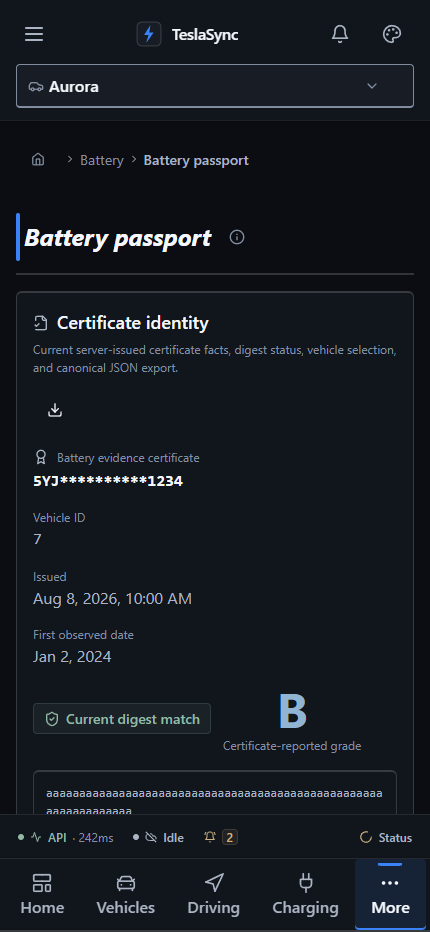 TeslaSync
Aurora
Battery
Battery passport
Battery passport
Certificate identity
Current server-issued certificate facts, digest status, vehicle selection,
and canonical JSON export.
Battery evidence certificate
5YJ**********1234
Vehicle ID
7
Issued
Aug 8, 2026, 10:00 AM
First observed date
Jan 2, 2024
Current digest match
B
Certificate-reported grade
aaaaaaaaaaaaaaaaaaaaaaaaaaaaaaaaaaaaaaaaaaaaaaaaaaa
aaaaaaaaaaaaa
API · 242ms
Idle
2
Status
Home
Vehicles
Driving
Charging
More